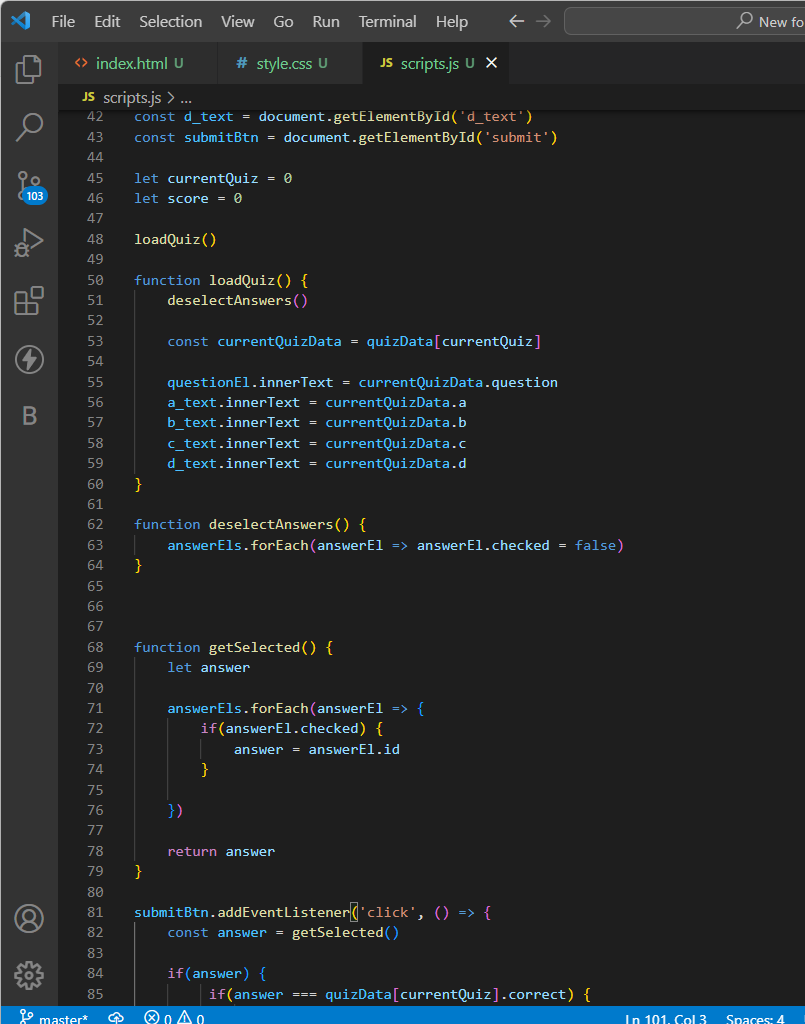 File Edit Selection View Go Run Terminal Help New fo
index.html U # style.css U JS scripts.js U
JS scripts.js > ...
42 const d_text = document.getElementById('d_text')
43 const submitBtn = document.getElementById('submit')
44
45 let currentQuiz = 0
46 let score = 0
47
48 loadQuiz()
49
50 function loadQuiz() {
51 deselectAnswers()
52
53 const currentQuizData = quizData[currentQuiz]
54
55 questionEl.innerText = currentQuizData.question
56 a_text.innerText = currentQuizData.a
57 b_text.innerText = currentQuizData.b
58 c_text.innerText = currentQuizData.c
59 d_text.innerText = currentQuizData.d
60 }
61
62 function deselectAnswers() {
63 answerEls.forEach(answerEl => answerEl.checked = false)
64 }
65
66
67
68 function getSelected() {
69 let answer
70
71 answerEls.forEach(answerEl => {
72 if(answerEl.checked) {
73 answer = answerEl.id
74 }
75
76 })
77
78 return answer
79 }
80
81 submitBtn.addEventListener('click', () => {
82 const answer = getSelected()
83
84 if(answer) {
85 if(answer === quizData[currentQuiz].correct) {
103
B
master* 0 0 Ln 101, Col 3 Spaces: 4